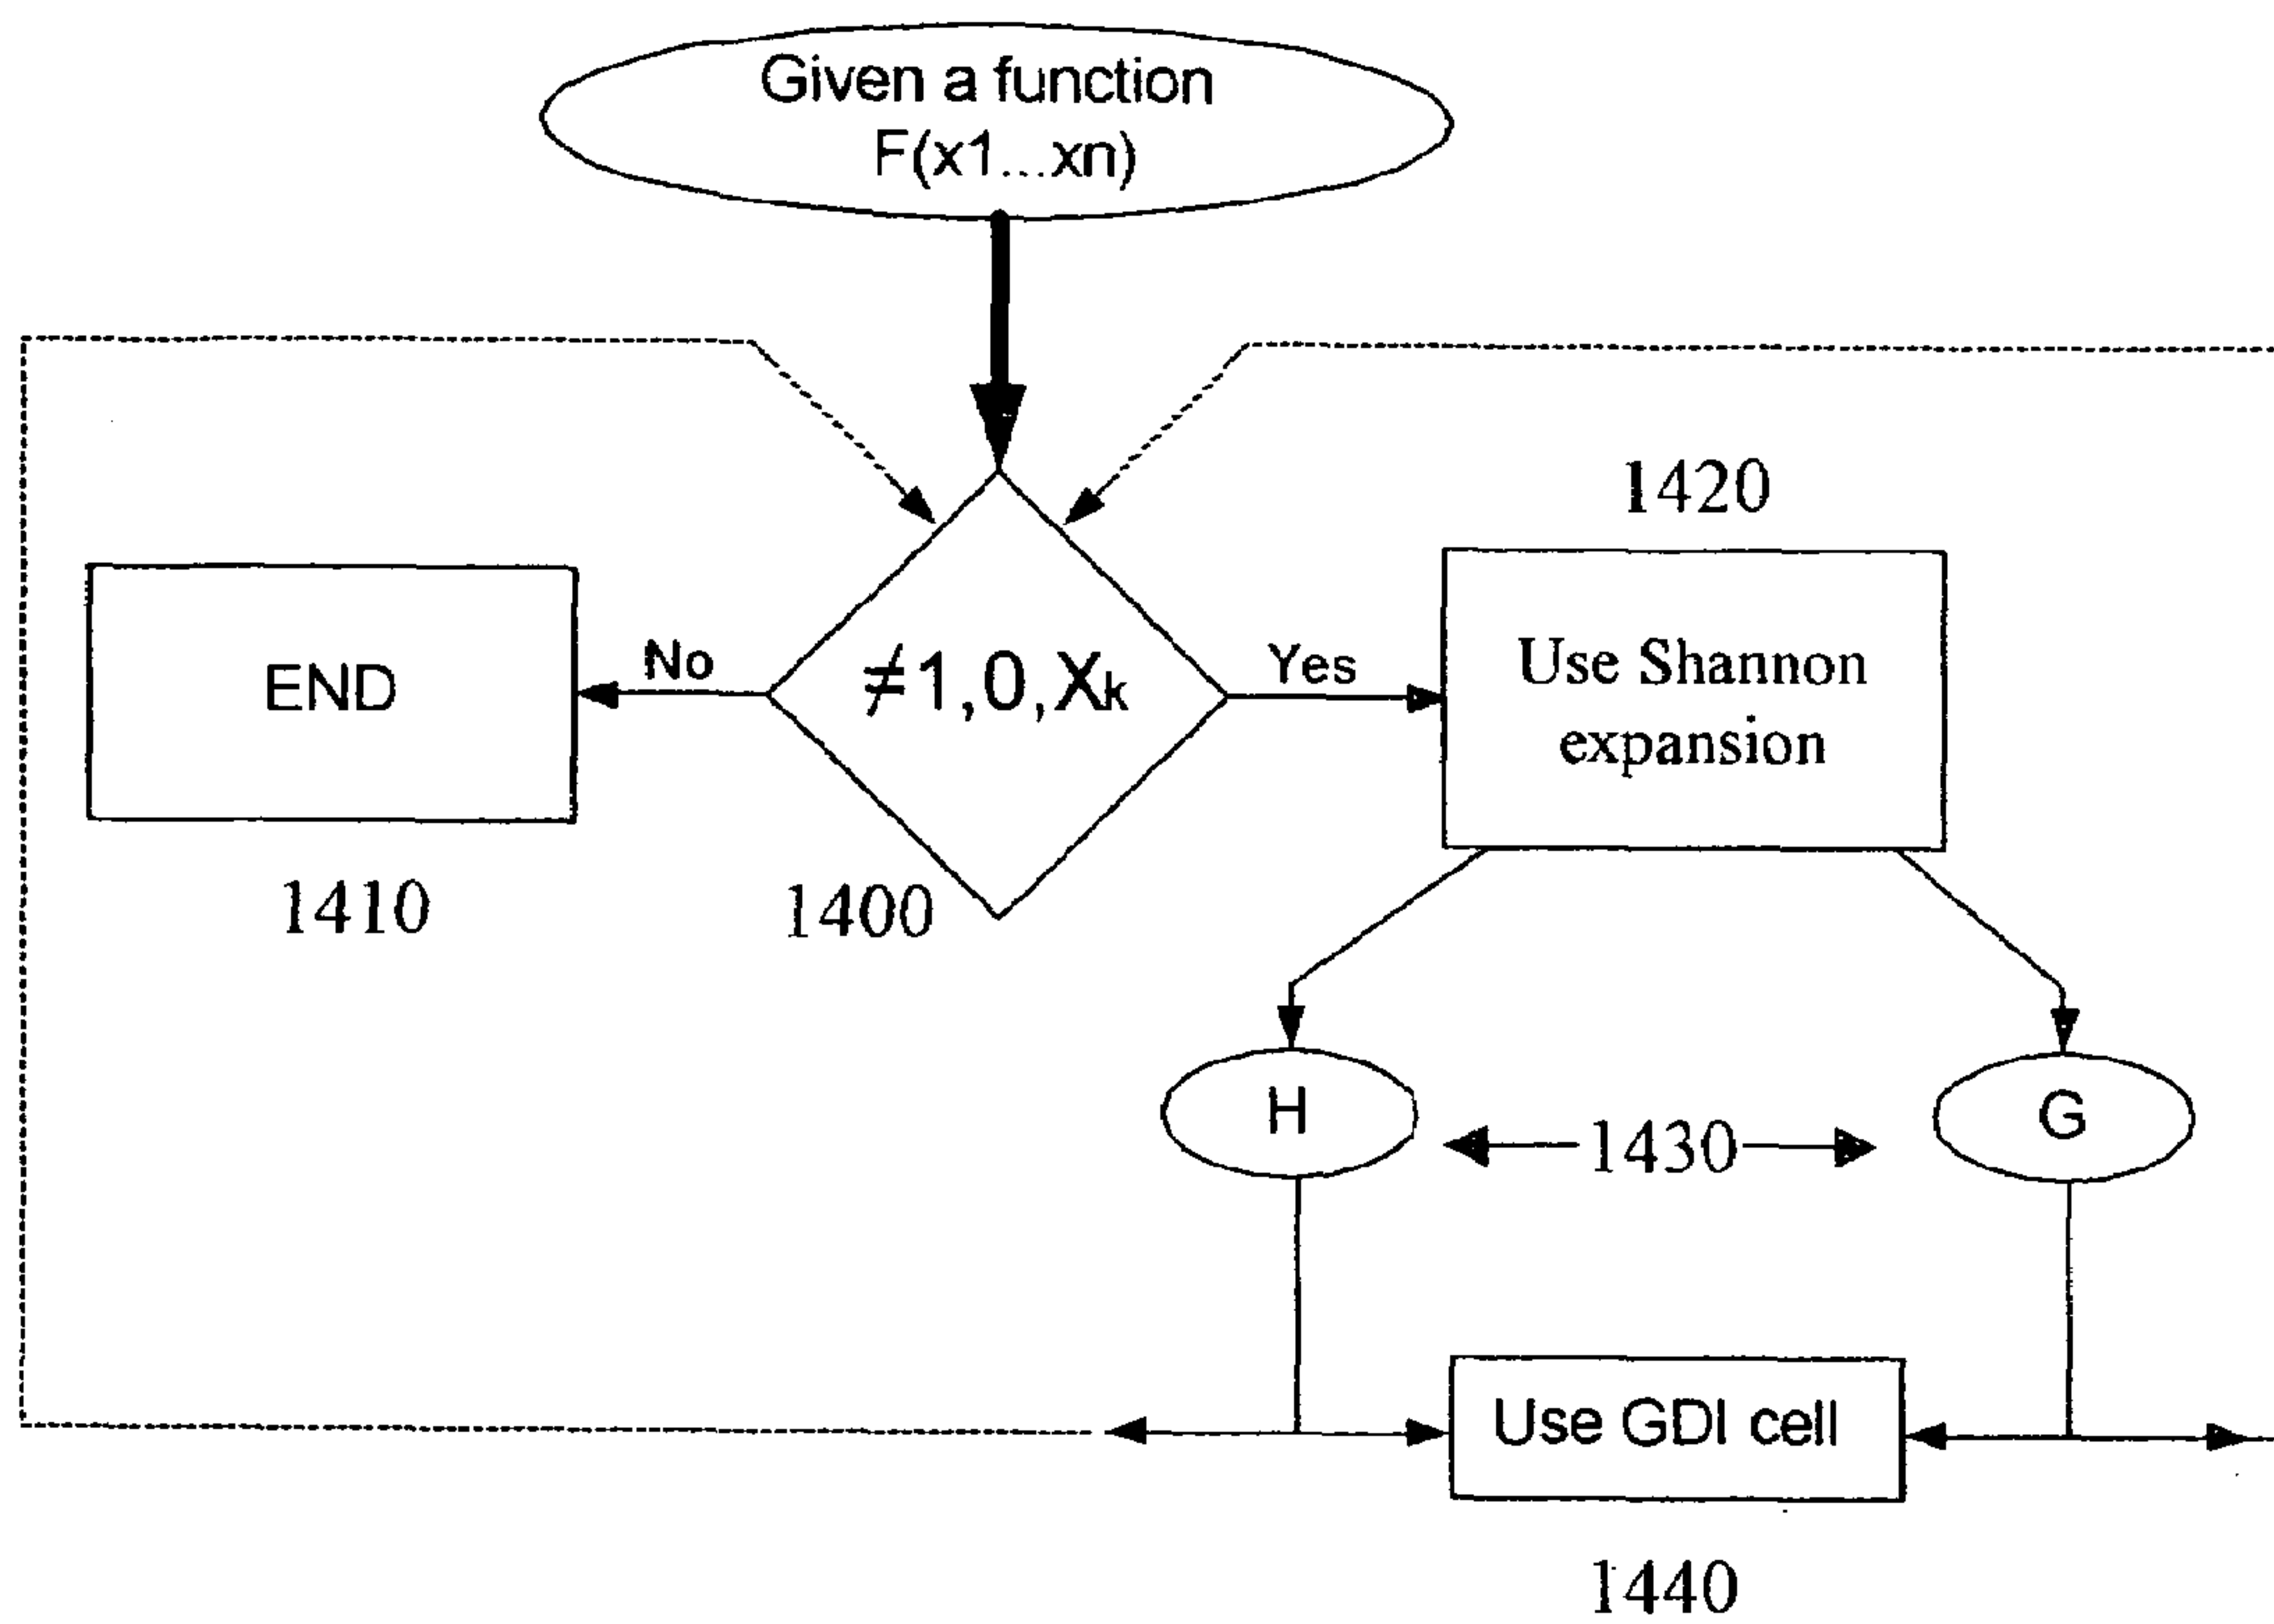 Given a function
F(x1...xn)
1420
END
No
≠1,0,Xk
Yes
Use Shannon
expansion
1410
1400
H
1430
G
Use GDI cell
1440